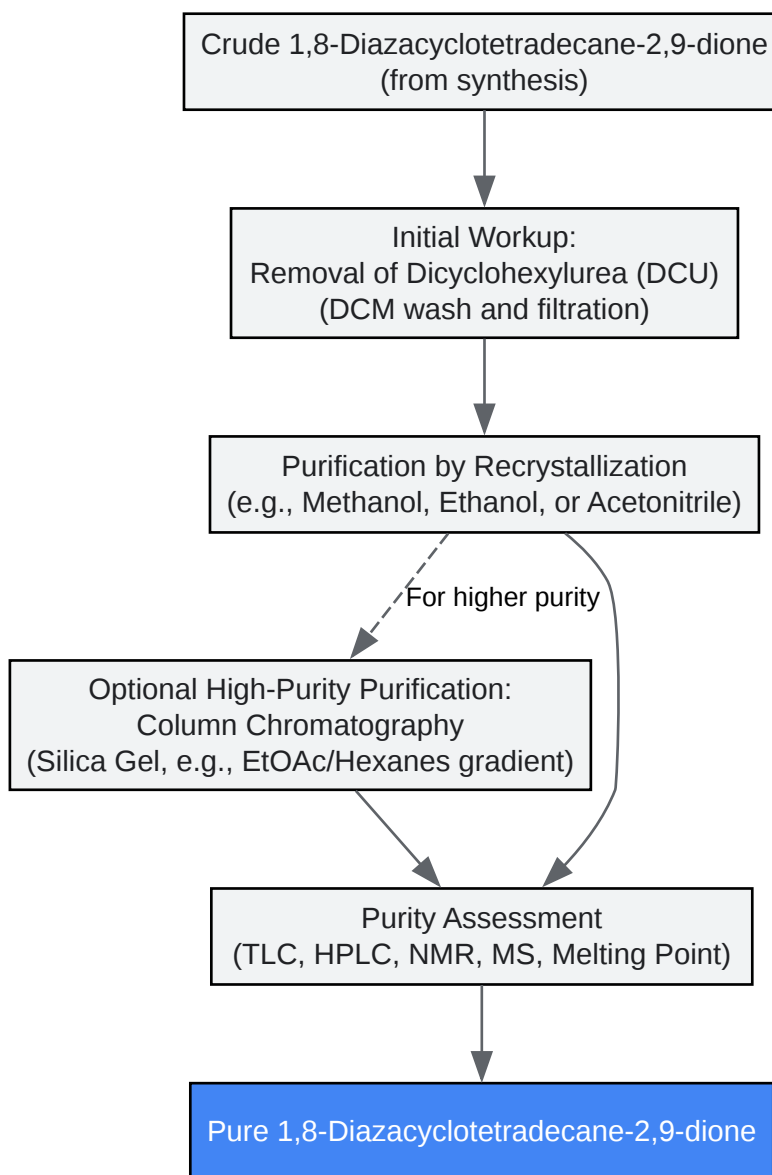 Crude 1,8-Diazacyclotetradecane-2,9-dione
(from synthesis)
Initial Workup:
Removal of Dicyclohexylurea (DCU)
(DCM wash and filtration)
Purification by Recrystallization
(e.g., Methanol, Ethanol, or Acetonitrile)
For higher purity
Optional High-Purity Purification:
Column Chromatography
(Silica Gel, e.g., EtOAc/Hexanes gradient)
Purity Assessment
(TLC, HPLC, NMR, MS, Melting Point)
Pure 1,8-Diazacyclotetradecane-2,9-dione